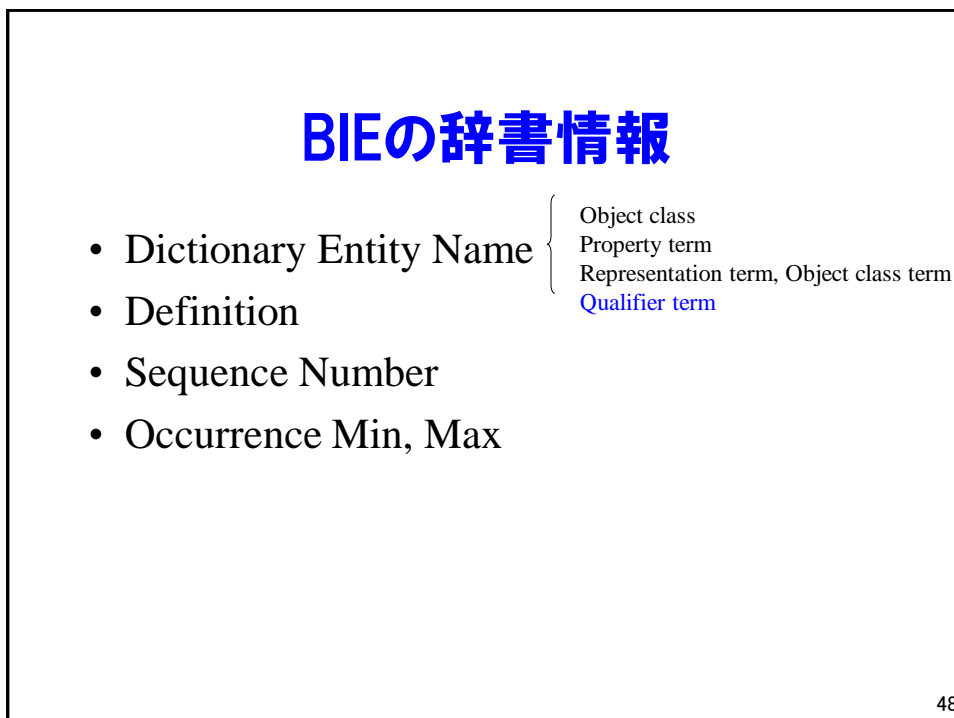 BIEの辞書情報
• Dictionary Entity Name
Object class
Property term
Representation term, Object class term
Qualifier term
• Definition
• Sequence Number
• Occurrence Min, Max
48